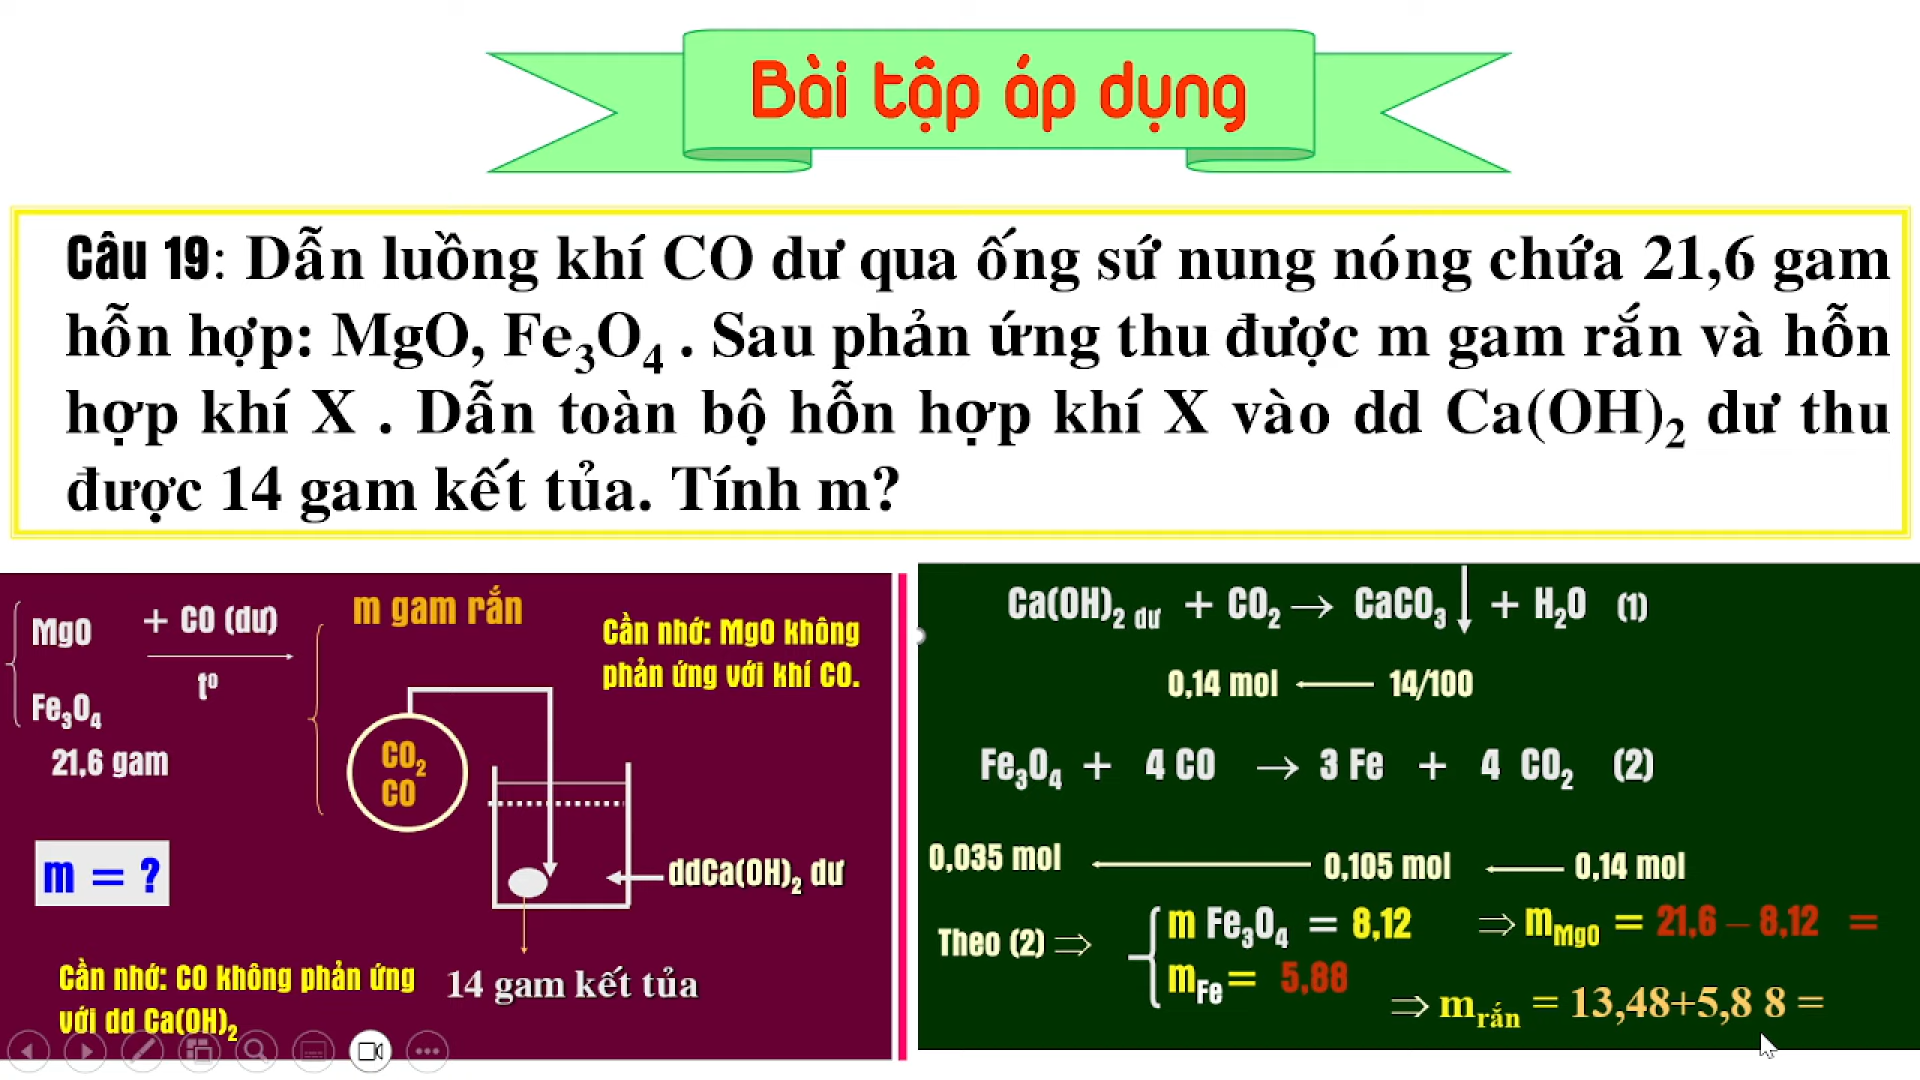 Bài tập áp dụng
Câu 19: Dẫn luồng khí CO dư qua ống sứ nung nóng chứa 21,6 gam
hỗn hợp: MgO, Fe₃O₄ . Sau phản ứng thu được m gam rắn và hỗn
hợp khí X . Dẫn toàn bộ hỗn hợp khí X vào dd Ca(OH)₂ dư thu
được 14 gam kết tủa. Tính m?
MgO
+ CO (dư)
t⁰
Fe₃O₄
21,6 gam
m gam rắn
Cần nhớ: MgO không
phản ứng với khí CO.
CO₂
CO
m = ?
ddCa(OH)₂ dư
Cần nhớ: CO không phản ứng
với dd Ca(OH)₂
14 gam kết tủa
Ca(OH)₂ dư + CO₂ → CaCO₃ ↓ + H₂O (1)
0,14 mol ← 14/100
Fe₃O₄ + 4 CO → 3 Fe + 4 CO₂ (2)
0,035 mol ← 0,105 mol ← 0,14 mol
Theo (2) ⇒
m Fe₃O₄ = 8,12 ⇒ m MgO = 21,6 – 8,12 =
m Fe = 5,88
⇒ m rắn = 13,48+5,8 8 =